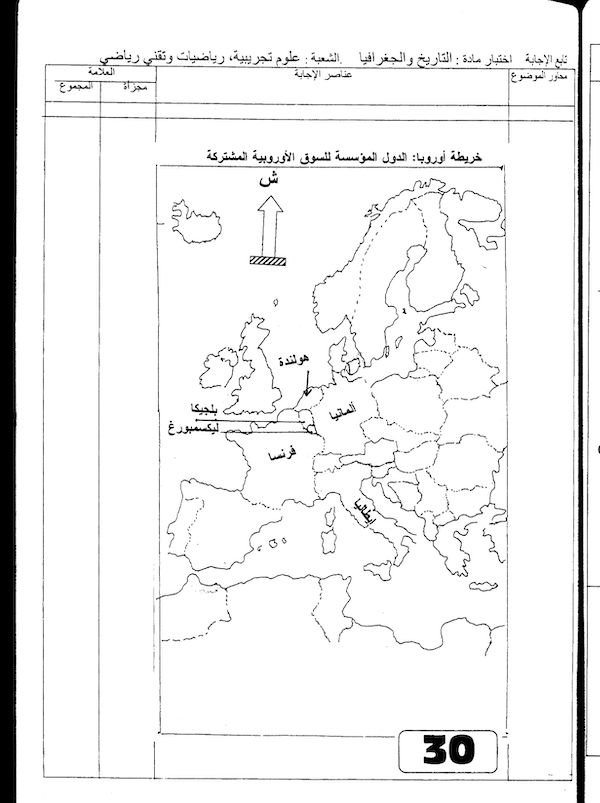 تابع الإجابة اختبار مادة : التاريخ والجغرافيا .الشعبة : علوم تجريبية، رياضيات وتقني رياضي
محاور الموضوع عناصر الإجابة العلامة
مجزأة المجموع
خريطة أوروبا: الدول المؤسسة للسوق الأوروبية المشتركة
ش
هولندة
بلجيكا
ألمانيا
ليكسمبورغ
فرنسا
إيطاليا
30